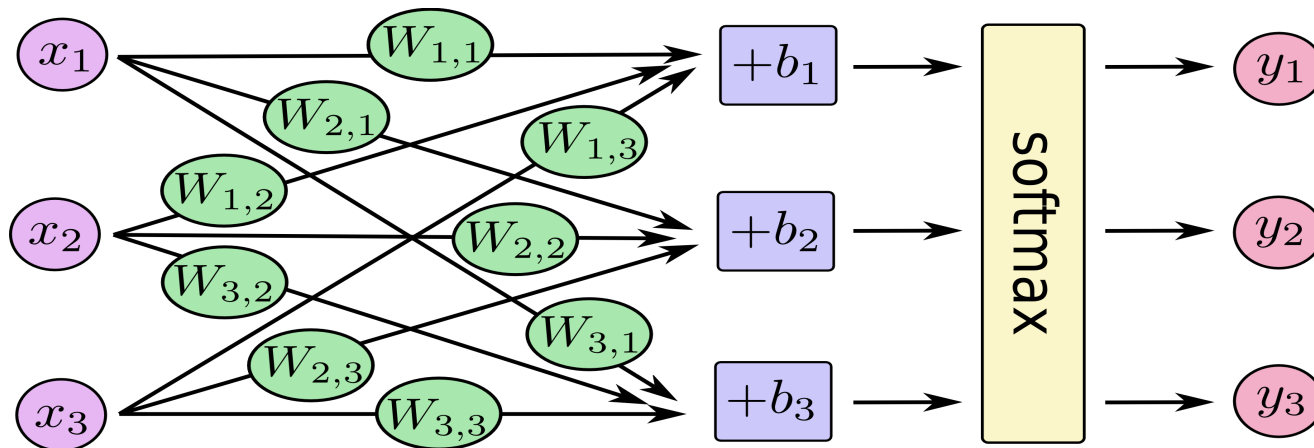 x₁
W₁,₁
+b₁
y₁
W₂,₁
W₁,₃
W₁,₂
x₂
W₂,₂
+b₂
softmax
y₂
W₃,₂
W₃,₁
W₂,₃
x₃
W₃,₃
+b₃
y₃